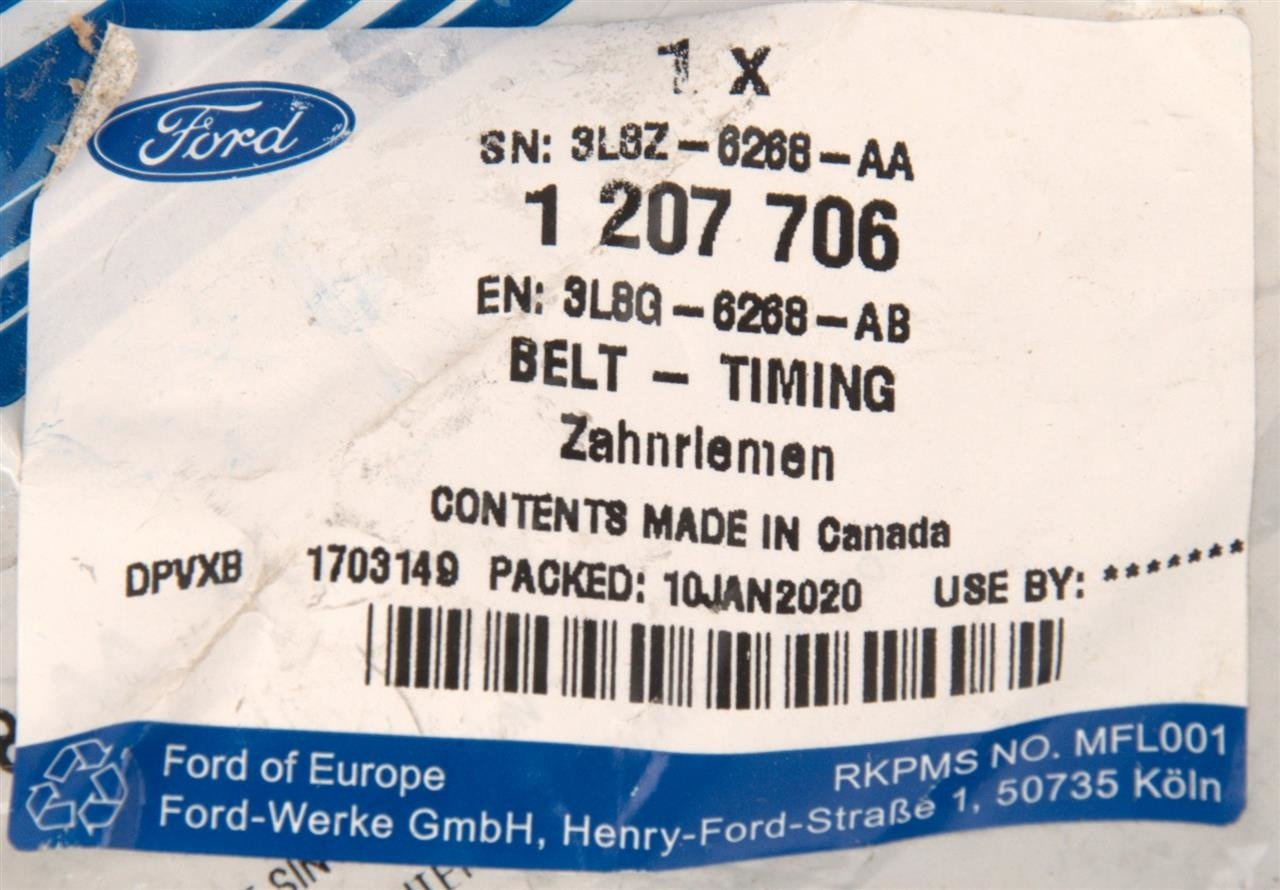 Ford
1 X
SN: 3L8Z-6268-AA
1 207 706
EN: 3L8G-6268-AB
BELT - TIMING
Zahnriemen
CONTENTS MADE IN Canada
DPVXB 1703149 PACKED: 10JAN2020 USE BY: *******
Ford of Europe RKPMS NO. MFL001
Ford-Werke GmbH, Henry-Ford-Straße 1, 50735 Köln